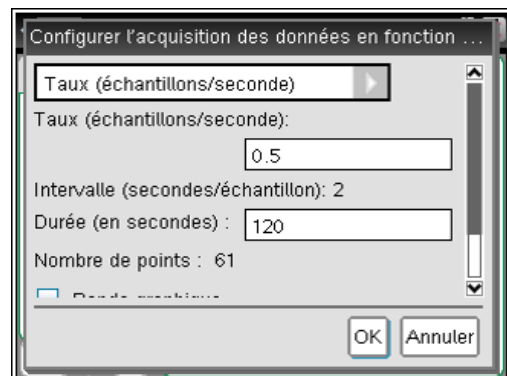 Configurer l'acquisition des données en fonction ...
Taux (échantillons/seconde)
Taux (échantillons/seconde):
0.5
Intervalle (secondes/échantillon): 2
Durée (en secondes) : 120
Nombre de points : 61
OK Annuler